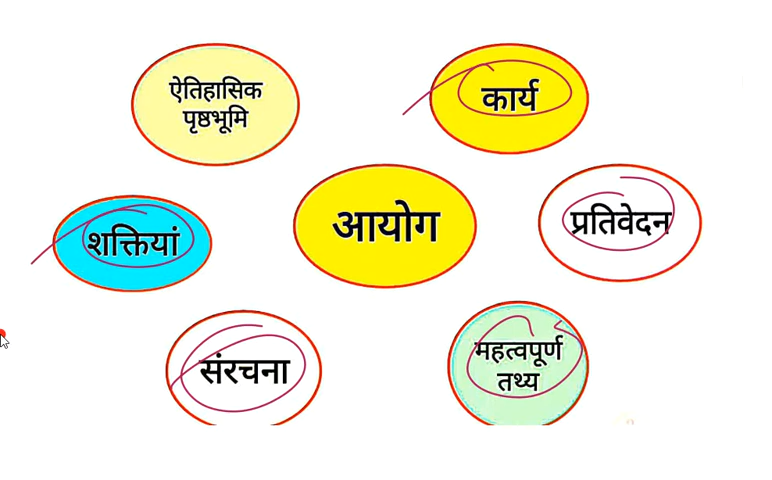 ऐतिहासिक
पृष्ठभूमि
कार्य
शक्तियां
आयोग
प्रतिवेदन
संरचना
महत्वपूर्ण
तथ्य